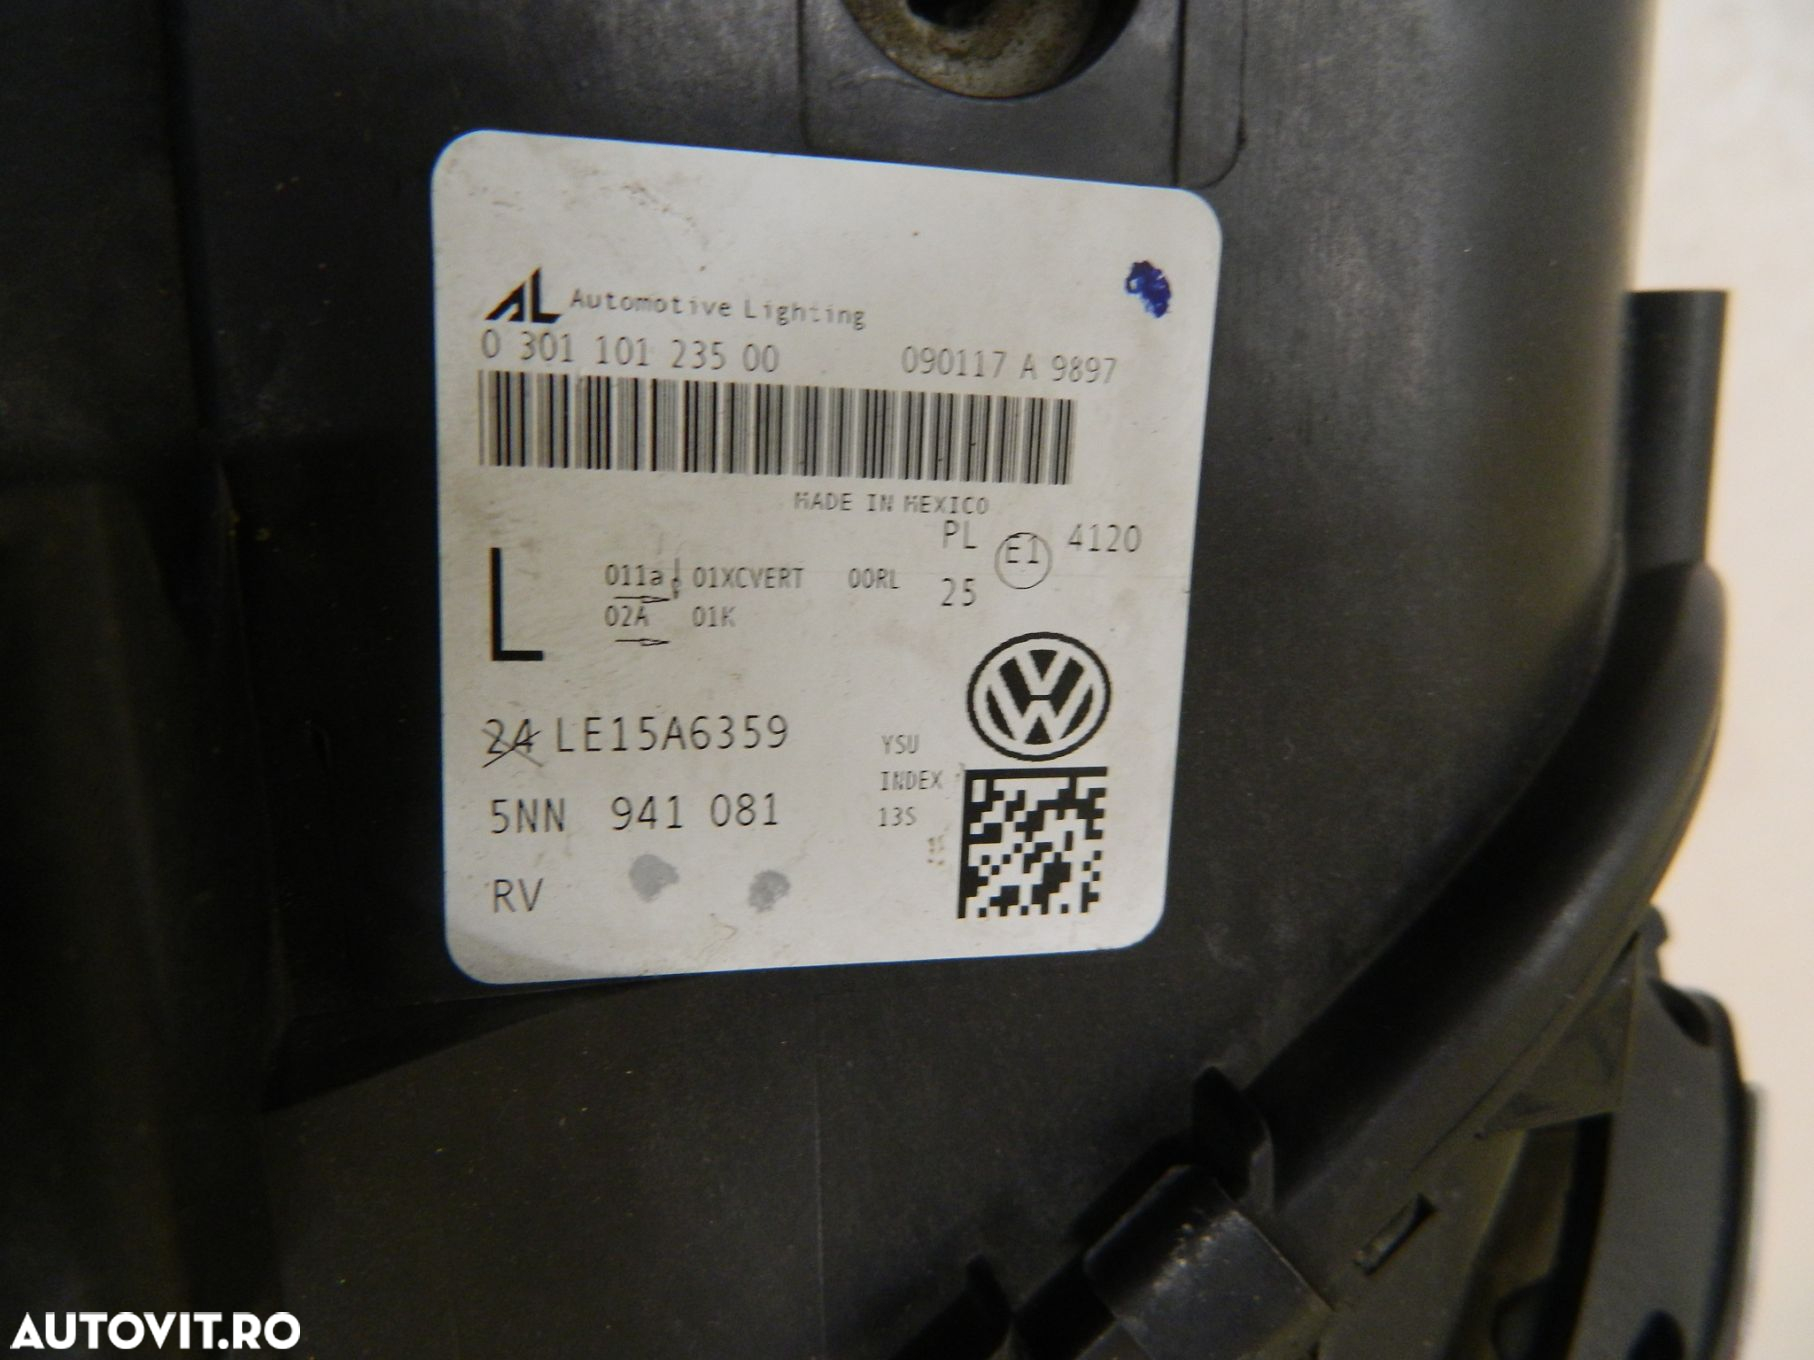 AL Automotive Lighting
0 301 101 235 00 090117 A 9897
MADE IN MEXICO
PL E1 4120
L 011a 01XCVERT 00RL 25
02A 01K
24 LE15A6359 YSU
INDEX
5NN 941 081 13S
RV
AUTOVIT.RO